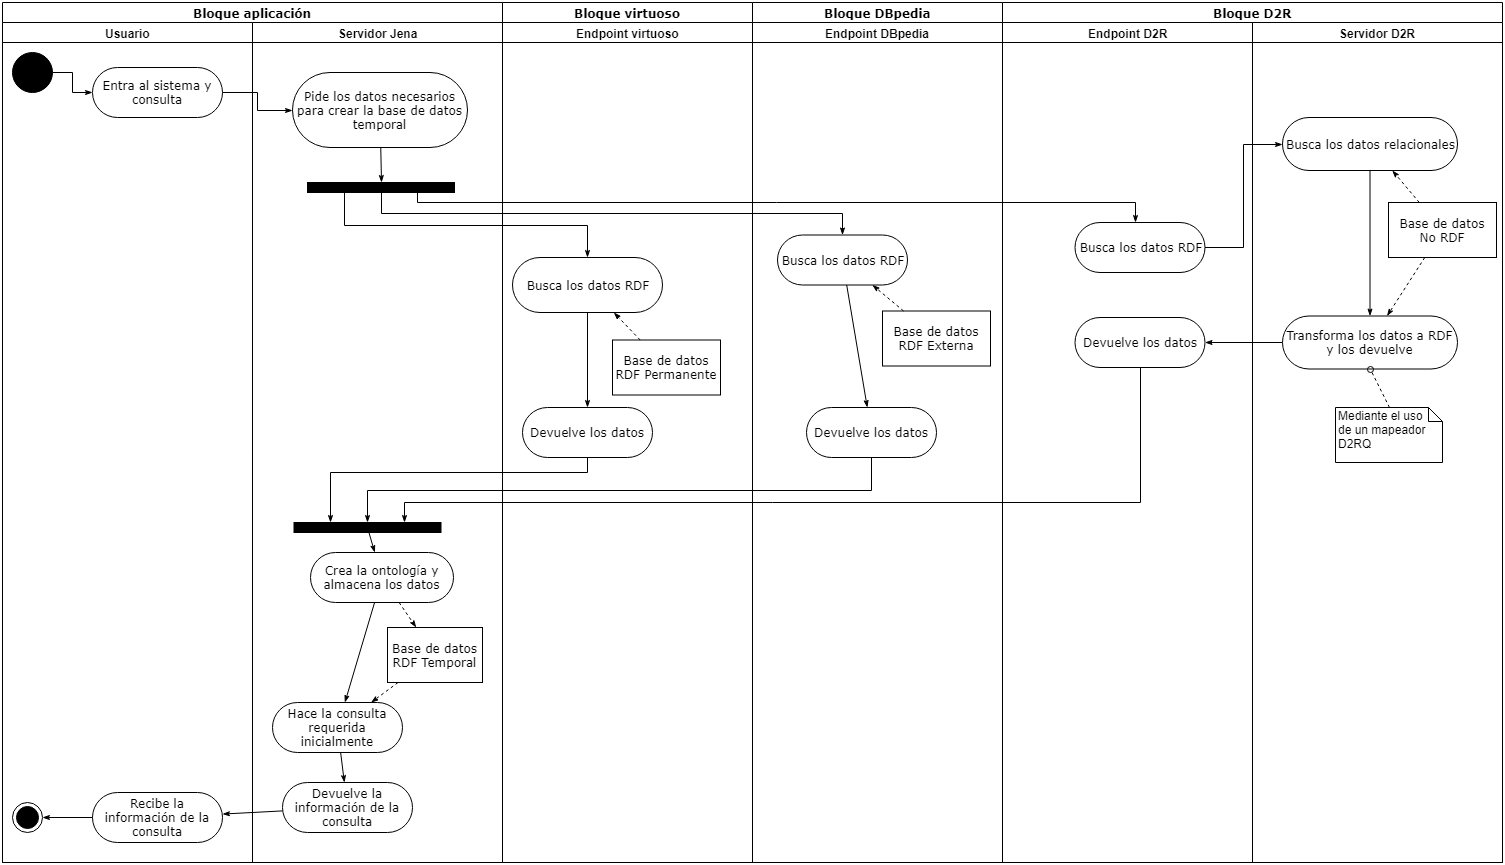 Bloque aplicación
Bloque virtuoso
Bloque DBpedia
Bloque D2R
Usuario
Servidor Jena
Endpoint virtuoso
Endpoint DBpedia
Endpoint D2R
Servidor D2R
Entra al sistema y
consulta
Pide los datos necesarios
para crear la base de datos
temporal
Busca los datos relacionales
Base de datos
No RDF
Busca los datos RDF
Busca los datos RDF
Busca los datos RDF
Base de datos
RDF Externa
Base de datos
RDF Permanente
Devuelve los datos
Transforma los datos a RDF
y los devuelve
Mediante el uso
de un mapeador
D2RQ
Devuelve los datos
Devuelve los datos
Crea la ontología y
almacena los datos
Base de datos
RDF Temporal
Hace la consulta
requerida
inicialmente
Devuelve la
información de la
consulta
Recibe la
información de la
consulta